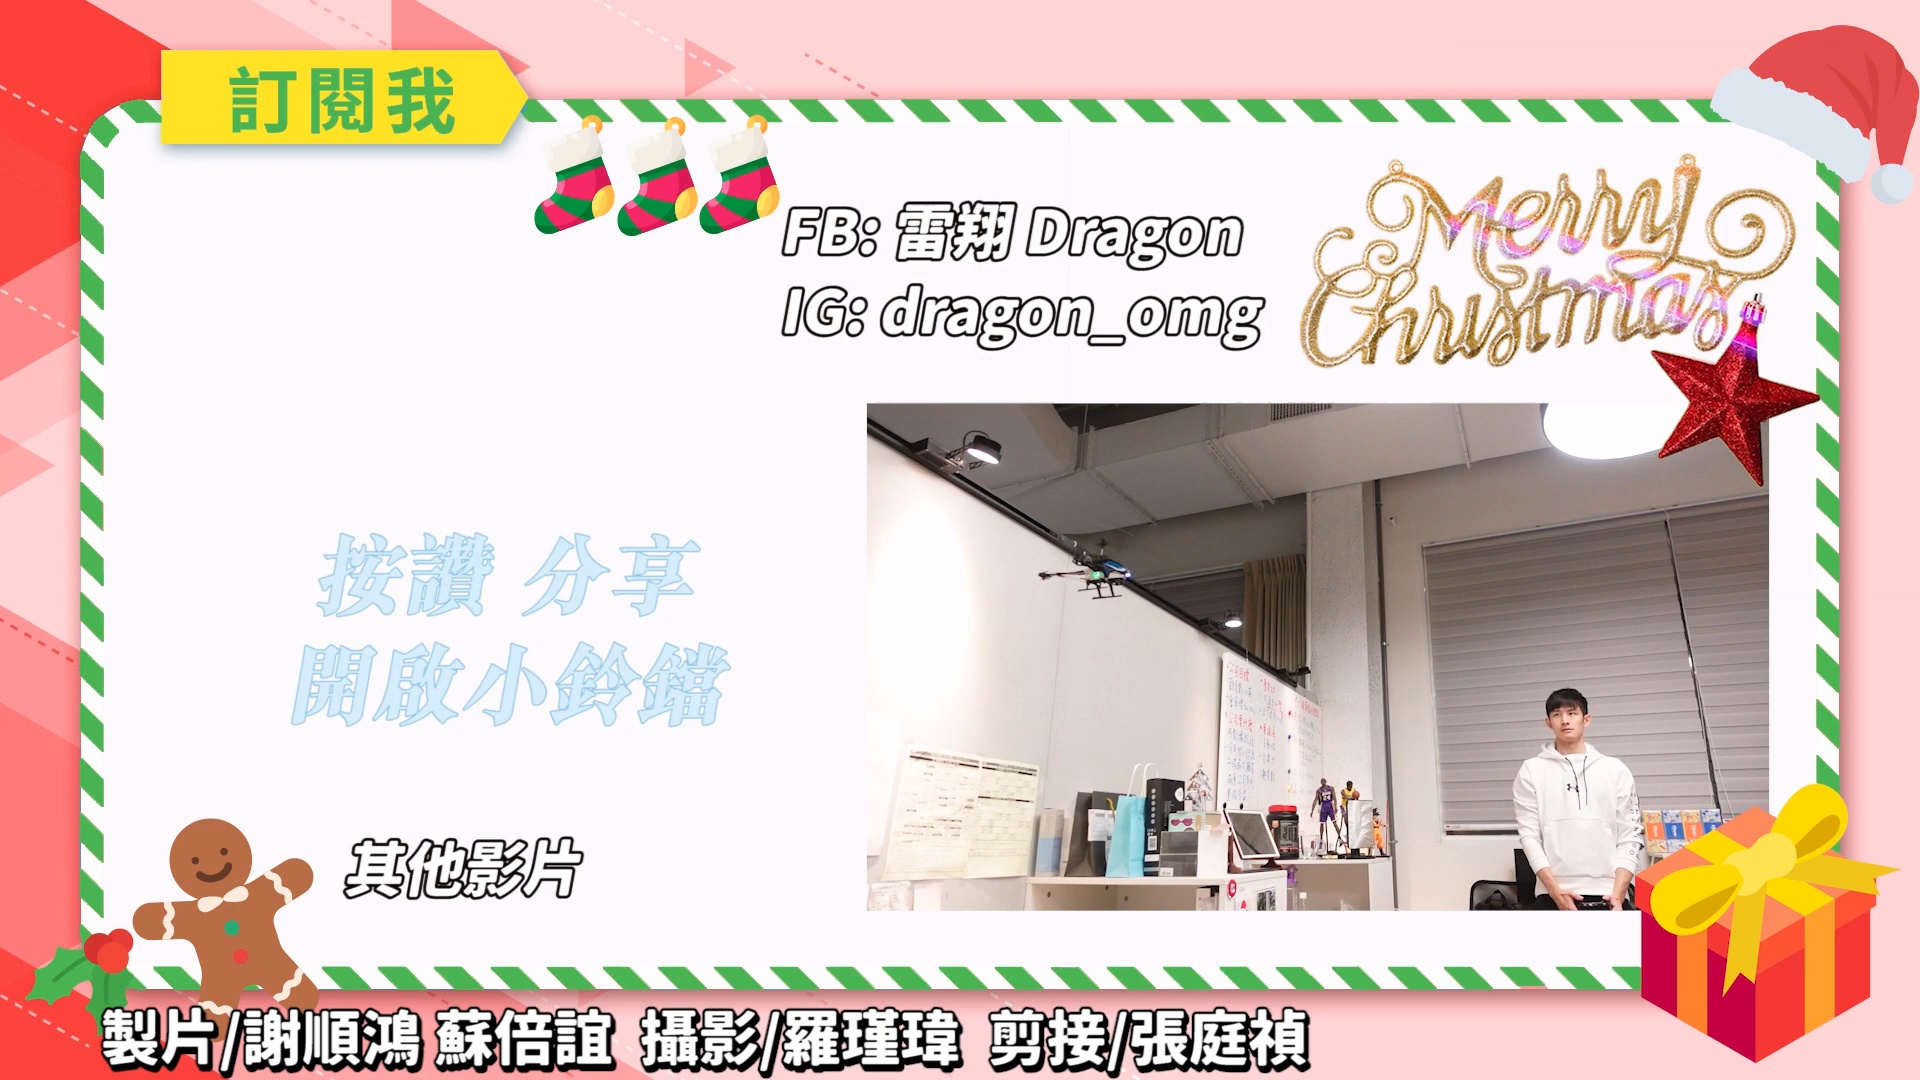 訂閱我
FB: 雷翔 Dragon
IG: dragon_omg
Merry
Christmas
按讚 分享
開啟小鈴鐺
其他影片
製片/謝順鴻 蘇倍誼 攝影/羅瑾瑋 剪接/張庭禎